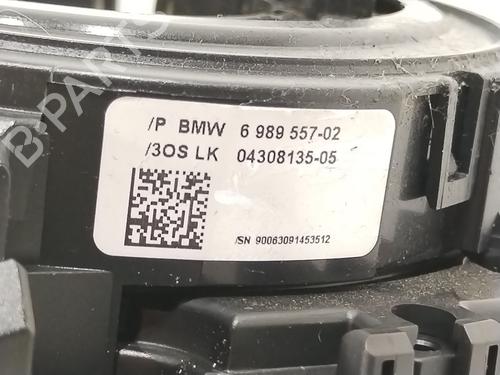 B-PARTS
/P BMW 6 989 557-02
/3OS LK 04308135-05
/SN 90063091453512